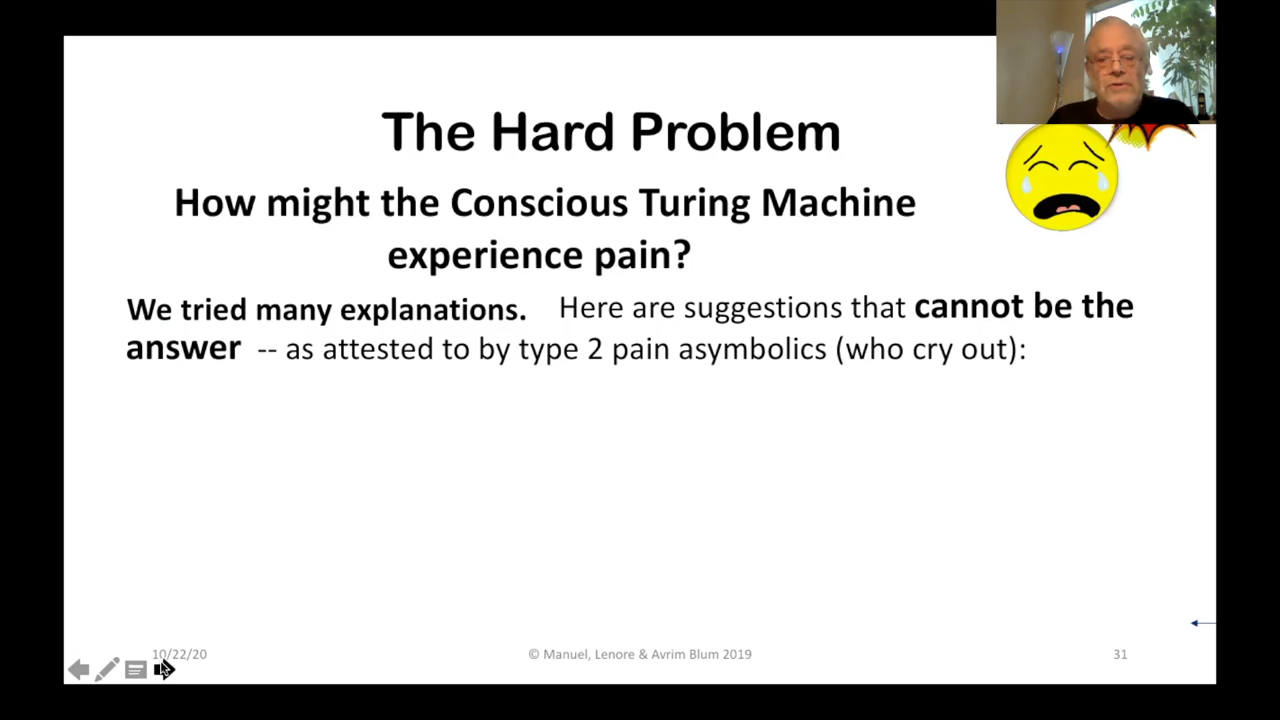 The Hard Problem
How might the Conscious Turing Machine
experience pain?
We tried many explanations. Here are suggestions that cannot be the
answer -- as attested to by type 2 pain asymbolics (who cry out):
10/22/20
© Manuel, Lenore & Avrim Blum 2019
31